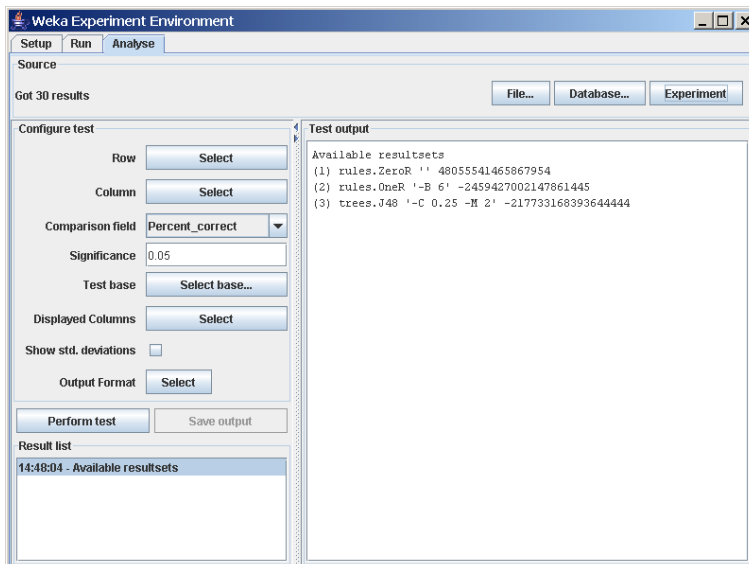 Weka Experiment Environment
Setup Run Analyse
Source
Got 30 results
File... Database... Experiment
Configure test
Row Select
Column Select
Comparison field Percent_correct
Significance 0.05
Test base Select base...
Displayed Columns Select
Show std. deviations
Output Format Select
Perform test Save output
Result list
14:48:04 - Available resultsets
Test output
Available resultsets
(1) rules.ZeroR '' 48055541465867954
(2) rules.OneR '-B 6' -2459427002147861445
(3) trees.J48 '-C 0.25 -M 2' -217733168393644444